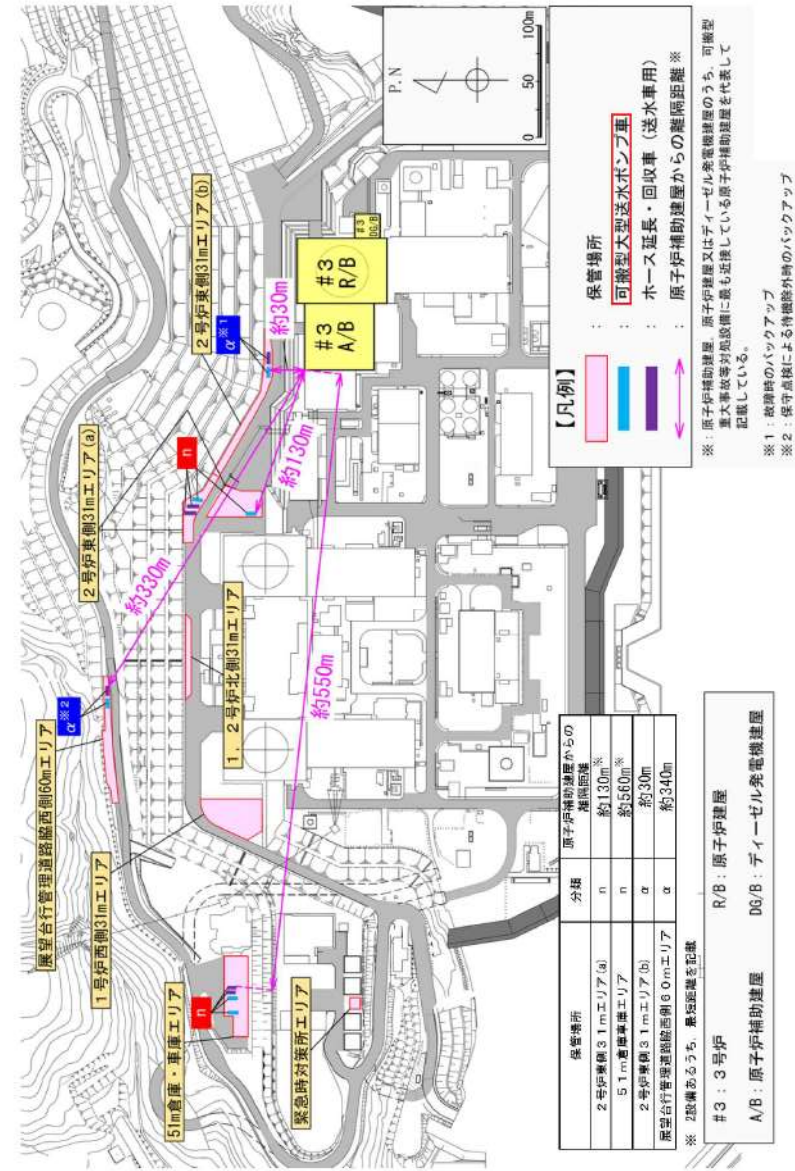 展望台行管理道路脇西側60mエリア
2号炉東側31mエリア(a)
2号炉東側31mエリア(b)
1号炉西側31mエリア
1，2号炉北側31mエリア
51m倉庫・車庫エリア
緊急時対策所エリア
α※2
α※1
n
n
約330m
約30m
約130m
約550m
#3
A/B
#3
R/B
#3
DG/B
P.N
0 50 100m
【凡例】
： 保管場所
： 可搬型大型送水ポンプ車
： ホース延長・回収車（送水車用）
： 原子炉補助建屋からの離隔距離※
※：原子炉補助建屋，原子炉建屋又はディーゼル発電機建屋のうち，可搬型
重大事故等対処設備に最も近接している原子炉補助建屋を代表して
記載している。
※1：故障時のバックアップ
※2：保守点検による待機除外時のバックアップ
保管場所 分類 原子炉補助建屋からの
離隔距離
2号炉東側31mエリア(a) n 約130m※
51m倉庫車庫エリア n 約560m※
2号炉東側31mエリア(b) α 約30m
展望台行管理道路脇西側60mエリア α 約340m
※ 2設備あるうち，最短距離を記載
#3：3号炉 R/B：原子炉建屋
A/B：原子炉補助建屋 DG/B：ディーゼル発電機建屋